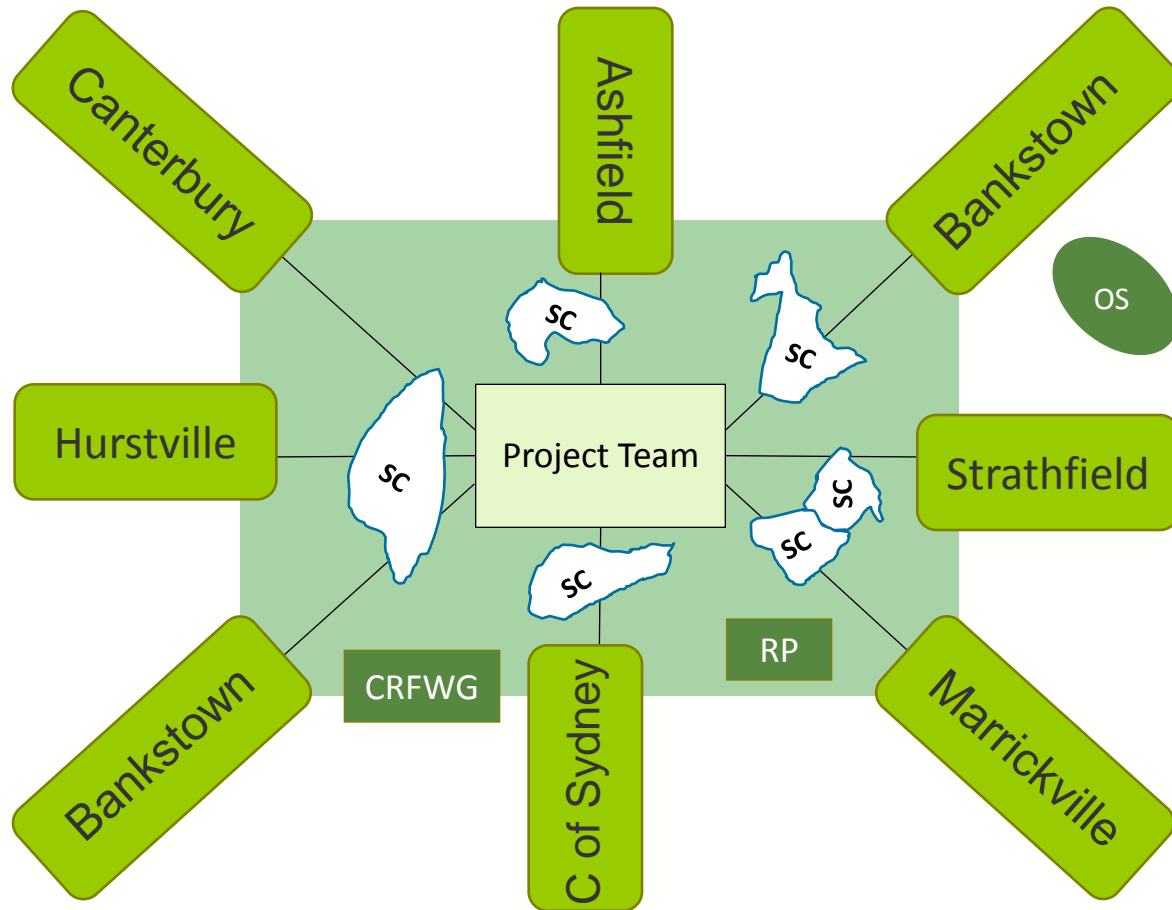 Canterbury
Ashfield
Bankstown
OS
SC
SC
Hurstville
Project Team
Strathfield
SC
SC
SC
SC
RP
CRFWG
Bankstown
C of Sydney
Marrickville